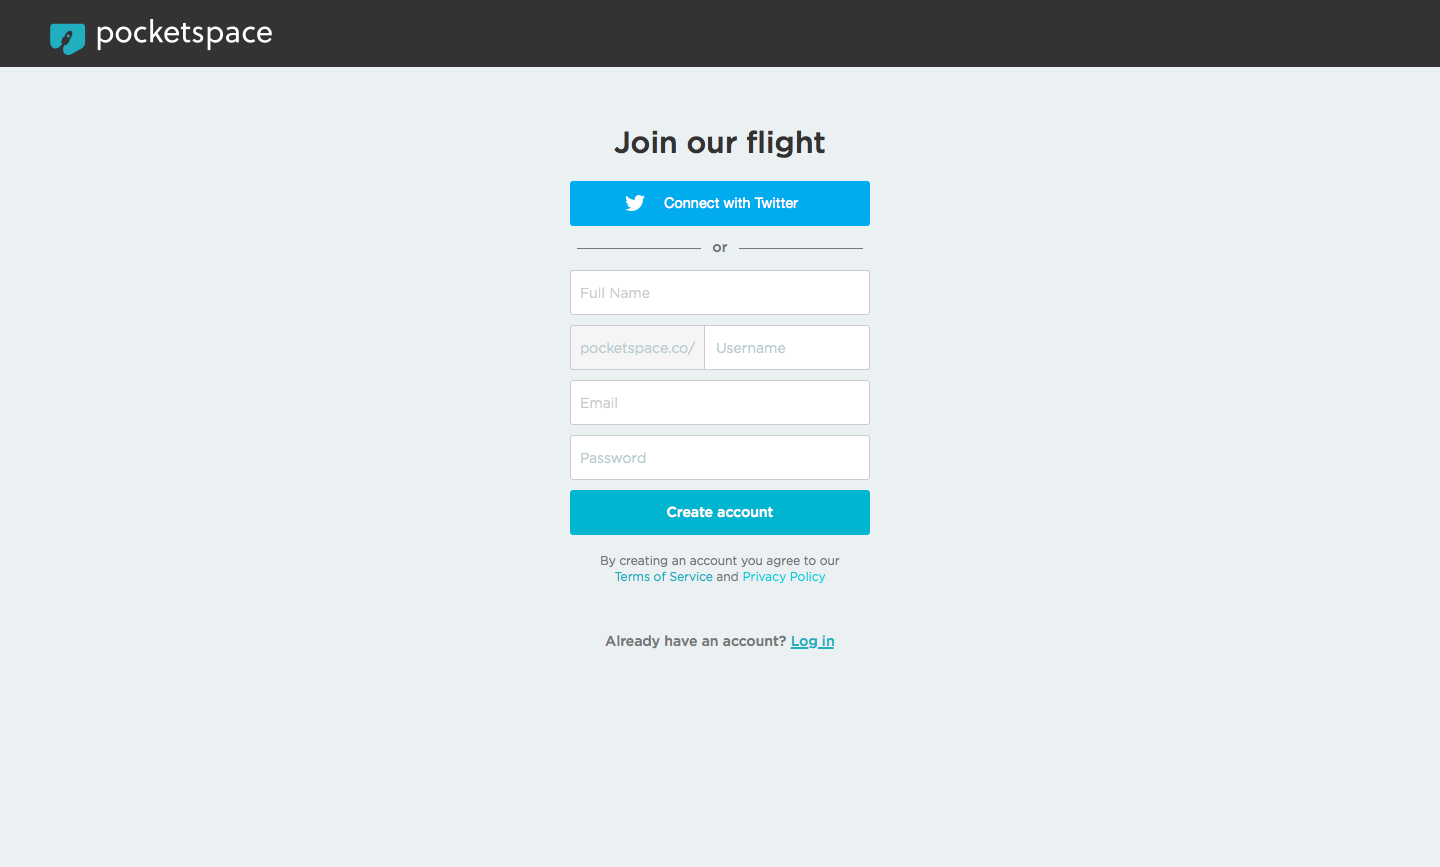 pocketspace
Join our flight
Connect with Twitter
or
Full Name
pocketspace.co/ Username
Email
Password
Create account
By creating an account you agree to our
Terms of Service and Privacy Policy
Already have an account? Log in